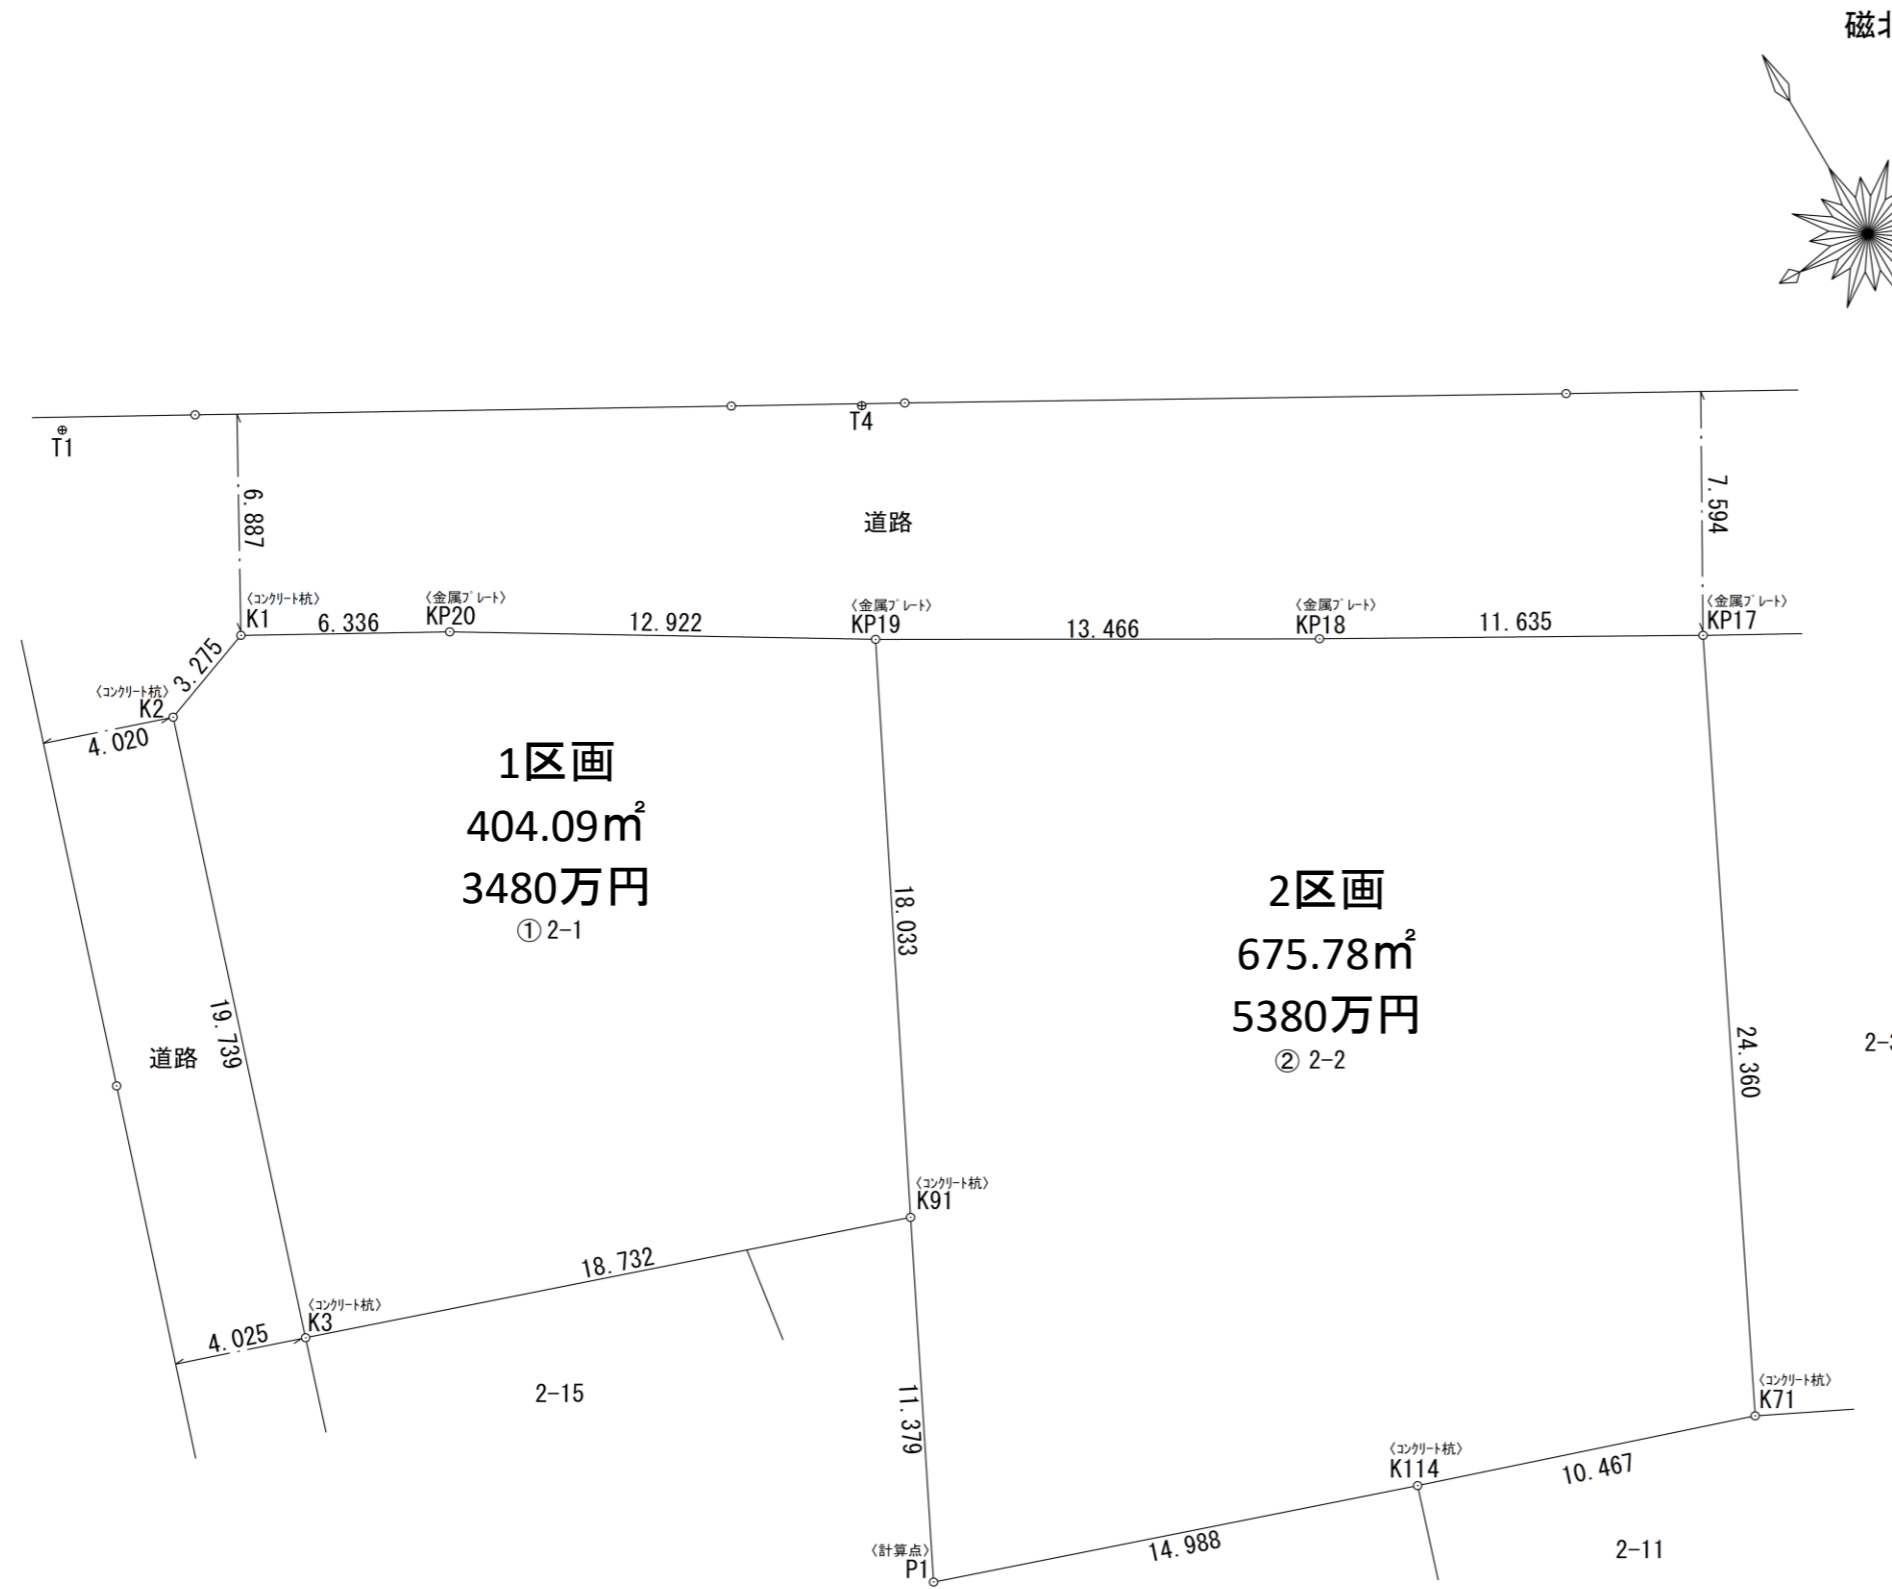 磁北
T1
T4
6.887
7.594
道路
〈コンクリート杭〉
K1
6.336
〈金属プレート〉
KP20
12.922
〈金属プレート〉
KP19
13.466
〈金属プレート〉
KP18
11.635
〈金属プレート〉
KP17
3.275
〈コンクリート杭〉
K2
4.020
1区画
404.09㎡
3480万円
① 2-1
18.033
2区画
675.78㎡
5380万円
② 2-2
19.739
道路
24.360
2-3
〈コンクリート杭〉
K91
18.732
〈コンクリート杭〉
K3
4.025
2-15
11.379
〈コンクリート杭〉
K71
〈コンクリート杭〉
K114
10.467
14.988
〈計算点〉
P1
2-11